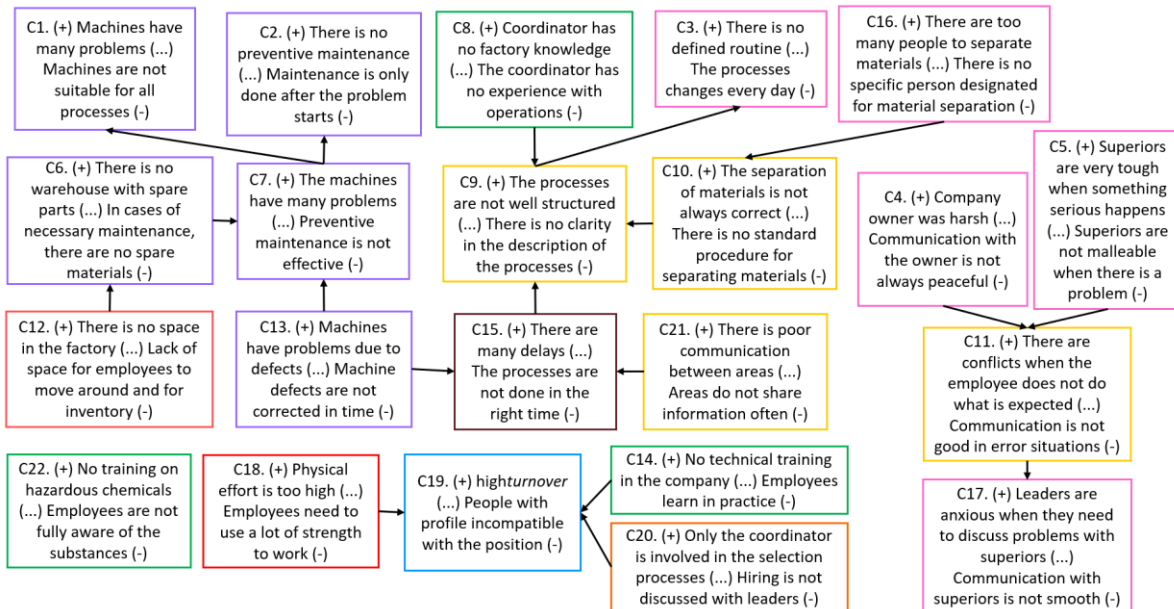 C1. (+) Machines have
many problems (...)
Machines are not
suitable for all
processes (-)
C2. (+) There is no
preventive maintenance
(...) Maintenance is only
done after the problem
starts (-)
C8. (+) Coordinator has
no factory knowledge
(...) The coordinator has
no experience with
operations (-)
C3. (+) There is no
defined routine (...)
The processes
changes every day (-)
C16. (+) There are too
many people to separate
materials (...) There is no
specific person designated
for material separation (-)
C6. (+) There is no
warehouse with spare
parts (...) In cases of
necessary maintenance,
there are no spare
materials (-)
C7. (+) The machines
have many problems
(...) Preventive
maintenance is not
effective (-)
C9. (+) The processes
are not well structured
(...) There is no clarity
in the description of
the processes (-)
C10. (+) The separation
of materials is not
always correct (...)
There is no standard
procedure for
separating materials (-)
C4. (+) Company
owner was harsh (...)
Communication with
the owner is not
always peaceful (-)
C5. (+) Superiors
are very tough
when something
serious happens
(...) Superiors are
not malleable
when there is a
problem (-)
C12. (+) There is no space
in the factory (...) Lack of
space for employees to
move around and for
inventory (-)
C13. (+) Machines
have problems due to
defects (...) Machine
defects are not
corrected in time (-)
C15. (+) There are
many delays (...)
The processes are
not done in the
right time (-)
C21. (+) There is poor
communication
between areas (...)
Areas do not share
information often (-)
C11. (+) There are
conflicts when the
employee does not do
what is expected (...)
Communication is not
good in error situations (-)
C22. (+) No training on
hazardous chemicals
(...) Employees are not
fully aware of the
substances (-)
C18. (+) Physical
effort is too high (...)
Employees need to
use a lot of strength
to work (-)
C19. (+) highturnover
(...) People with
profile incompatible
with the position (-)
C14. (+) No technical training
in the company (...) Employees
learn in practice (-)
C20. (+) Only the coordinator
is involved in the selection
processes (...) Hiring is not
discussed with leaders (-)
C17. (+) Leaders are
anxious when they need
to discuss problems with
superiors (...)
Communication with
superiors is not smooth (-)